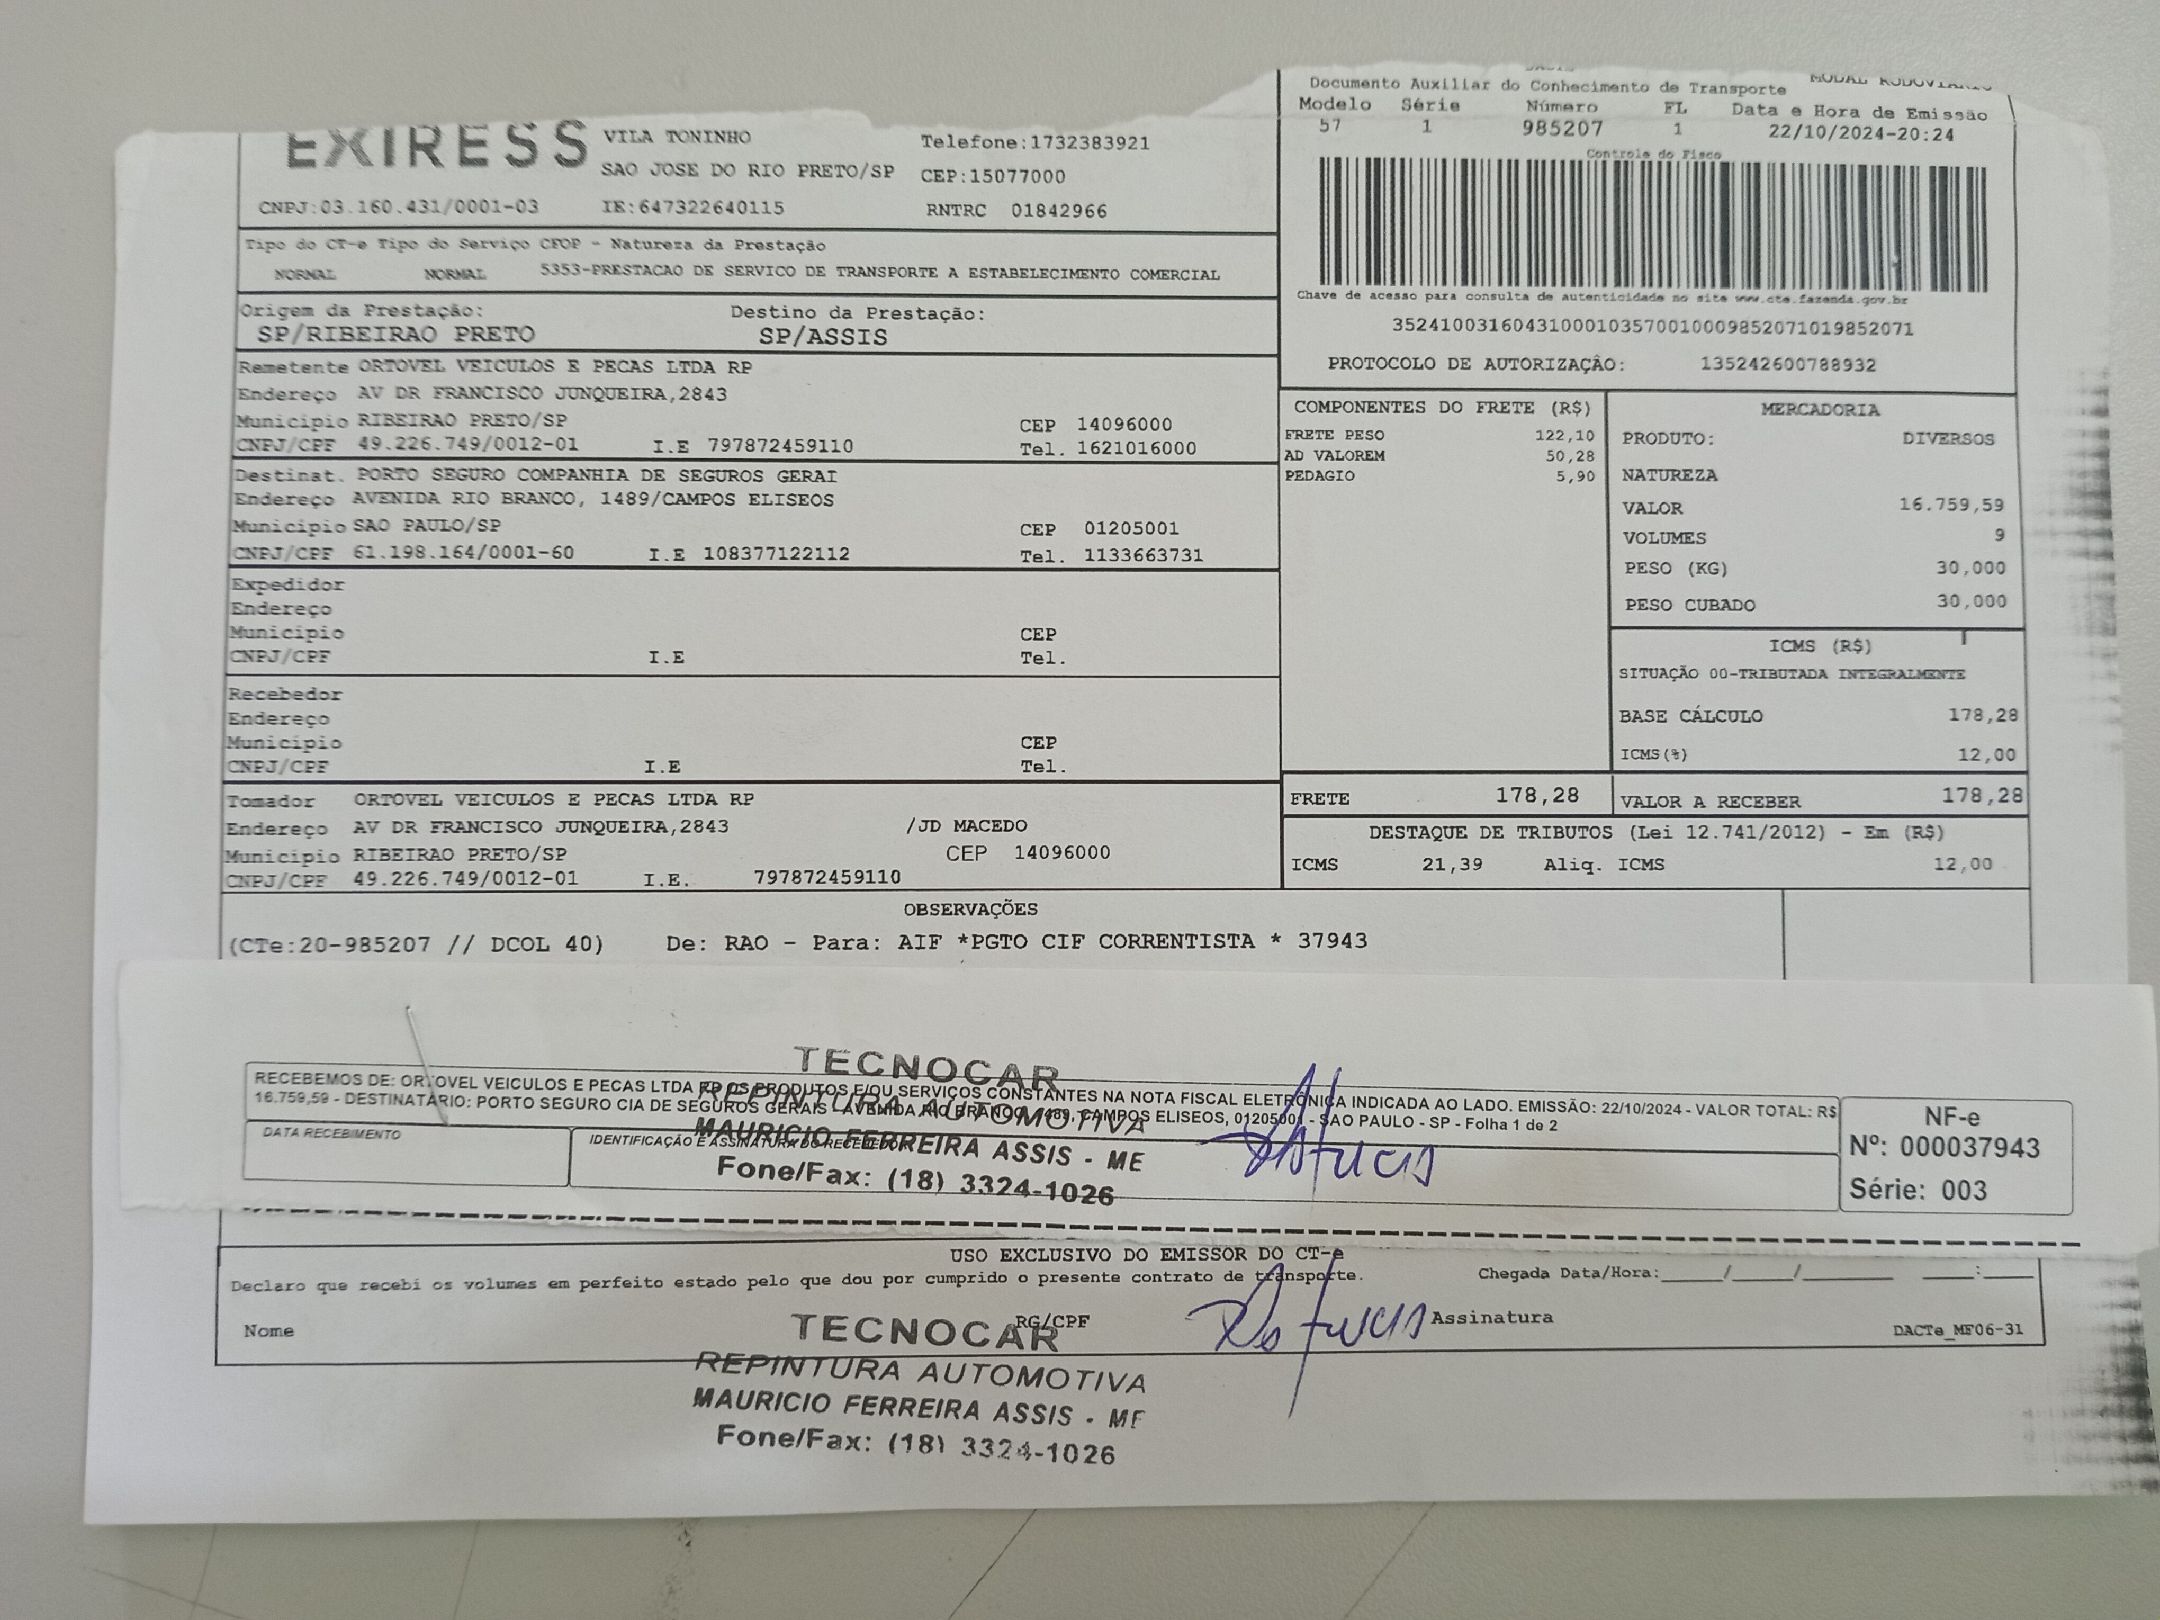 EXIRESS VILA TONINHO Telefone:1732383921
SAO JOSE DO RIO PRETO/SP CEP:15077000
CNPJ:03.160.431/0001-03 IE:647322640115 RNTRC 01842966
Tipo do CT-e Tipo do Serviço CFOP - Natureza da Prestação
NORMAL NORMAL 5353-PRESTACAO DE SERVICO DE TRANSPORTE A ESTABELECIMENTO COMERCIAL
Origem da Prestação: Destino da Prestação:
SP/RIBEIRAO PRETO SP/ASSIS
Remetente ORTOVEL VEICULOS E PECAS LTDA RP
Endereço AV DR FRANCISCO JUNQUEIRA,2843
Município RIBEIRAO PRETO/SP CEP 14096000
CNPJ/CPF 49.226.749/0012-01 I.E 797872459110 Tel. 1621016000
Destinat. PORTO SEGURO COMPANHIA DE SEGUROS GERAI
Endereço AVENIDA RIO BRANCO, 1489/CAMPOS ELISEOS
Município SAO PAULO/SP CEP 01205001
CNPJ/CPF 61.198.164/0001-60 I.E 108377122112 Tel. 1133663731
Expedidor
Endereço
Município CEP
CNPJ/CPF I.E Tel.
Recebedor
Endereço
Município CEP
CNPJ/CPF I.E Tel.
Tomador ORTOVEL VEICULOS E PECAS LTDA RP
Endereço AV DR FRANCISCO JUNQUEIRA,2843 /JD MACEDO
Município RIBEIRAO PRETO/SP CEP 14096000
CNPJ/CPF 49.226.749/0012-01 I.E. 797872459110
MODAL RODOVIARIO
Documento Auxiliar do Conhecimento de Transporte
Modelo Série Número FL Data e Hora de Emissão
57 1 985207 1 22/10/2024-20:24
Controle do Fisco
Chave de acesso para consulta de autenticidade no site www.cte.fazenda.gov.br
35241003160431000103570010009852071019852071
PROTOCOLO DE AUTORIZAÇÂO: 135242600788932
COMPONENTES DO FRETE (R$)
FRETE PESO 122,10
AD VALOREM 50,28
PEDAGIO 5,90
MERCADORIA
PRODUTO: DIVERSOS
NATUREZA
VALOR 16.759,59
VOLUMES 9
PESO (KG) 30,000
PESO CUBADO 30,000
ICMS (R$)
SITUAÇÃO 00-TRIBUTADA INTEGRALMENTE
BASE CÁLCULO 178,28
ICMS(%) 12,00
FRETE 178,28 VALOR A RECEBER 178,28
DESTAQUE DE TRIBUTOS (Lei 12.741/2012) - Em (R$)
ICMS 21,39 Aliq. ICMS 12,00
OBSERVAÇÕES
(CTe:20-985207 // DCOL 40) De: RAO - Para: AIF *PGTO CIF CORRENTISTA * 37943
RECEBEMOS DE: ORTOVEL VEICULOS E PECAS LTDA RP OS PRODUTOS E/OU SERVIÇOS CONSTANTES NA NOTA FISCAL ELETRÔNICA INDICADA AO LADO. EMISSÃO: 22/10/2024 - VALOR TOTAL: R$
16.759,59 - DESTINATÁRIO: PORTO SEGURO CIA DE SEGUROS GERAIS - AVENIDA RIO BRANCO, 1489, CAMPOS ELISEOS, 01205001 - SAO PAULO - SP - Folha 1 de 2
DATA RECEBIMENTO IDENTIFICAÇÃO E ASSINATURA DO RECEBEDOR
NF-e
Nº: 000037943
Série: 003
TECNOCAR
REPINTURA AUTOMOTIVA
MAURICIO FERREIRA ASSIS - ME
Fone/Fax: (18) 3324-1026
USO EXCLUSIVO DO EMISSOR DO CT-e
Declaro que recebi os volumes em perfeito estado pelo que dou por cumprido o presente contrato de transporte. Chegada Data/Hora:_____/_____/________ ____:____
Nome RG/CPF Assinatura DACTe_MF06-31
TECNOCAR
REPINTURA AUTOMOTIVA
MAURICIO FERREIRA ASSIS - ME
Fone/Fax: (18) 3324-1026